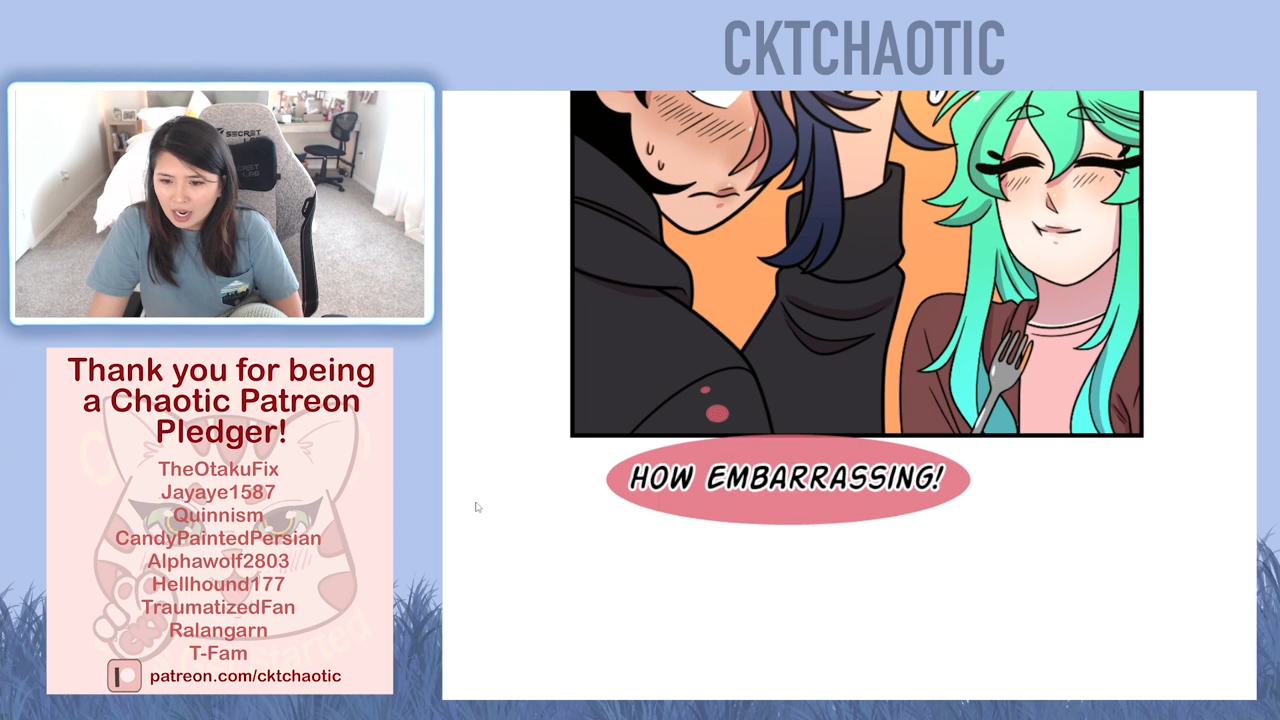 CKTCHAOTIC
SECRET
Thank you for being
a Chaotic Patreon
Pledger!
TheOtakuFix
Jayaye1587
Quinnism
CandyPaintedPersian
Alphawolf2803
Hellhound177
TraumatizedFan
Ralangarn
T-Fam
patreon.com/cktchaotic
HOW EMBARRASSING!